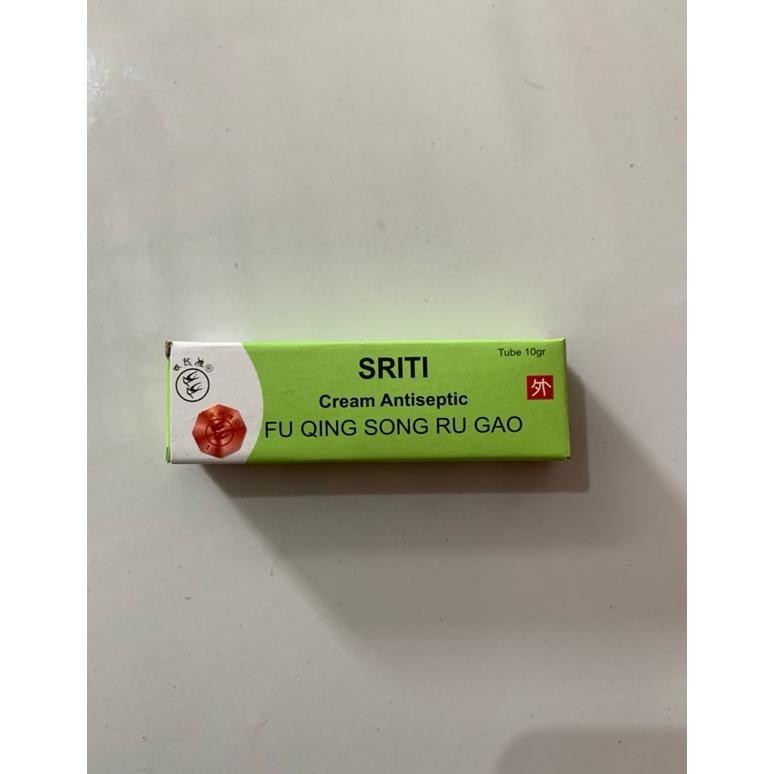 SRITI
Tube 10gr
Cream Antiseptic
外
FU QING SONG RU GAO
®